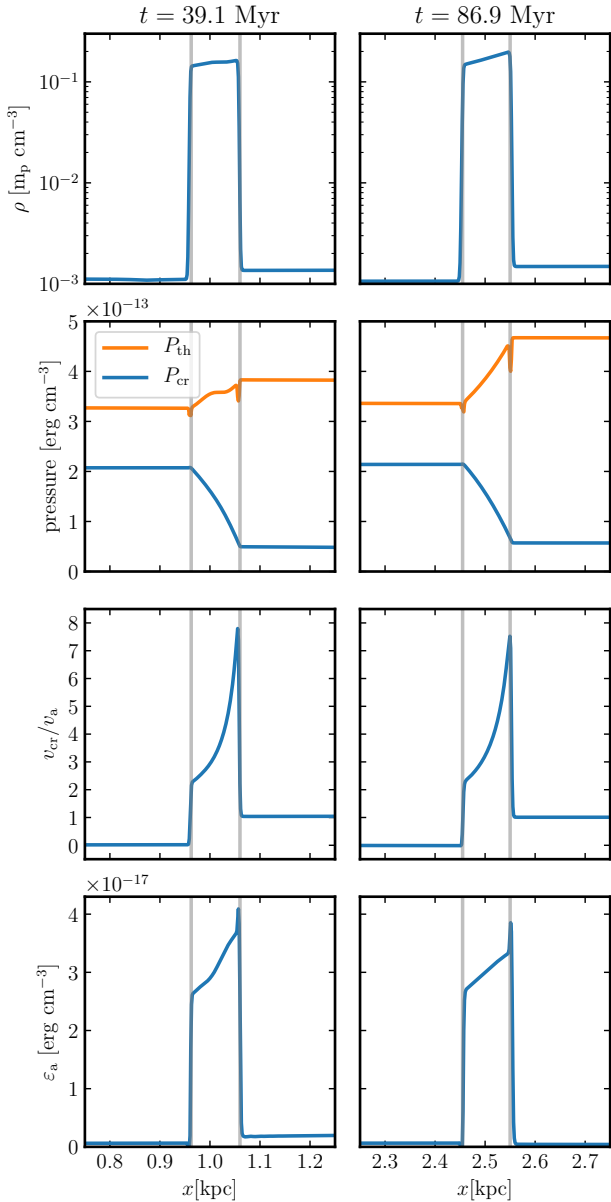 t = 39.1 Myr
t = 86.9 Myr
10⁻¹
10⁻²
10⁻³
ρ [mₚ cm⁻³]
×10⁻¹³
5
4
3
2
1
0
pressure [erg cm⁻³]
P_th
P_cr
8
7
6
5
4
3
2
1
0
v_cr/v_a
×10⁻¹⁷
4
3
2
1
0
ε_a [erg cm⁻³]
0.8 0.9 1.0 1.1 1.2
2.3 2.4 2.5 2.6 2.7
x[kpc]
x[kpc]